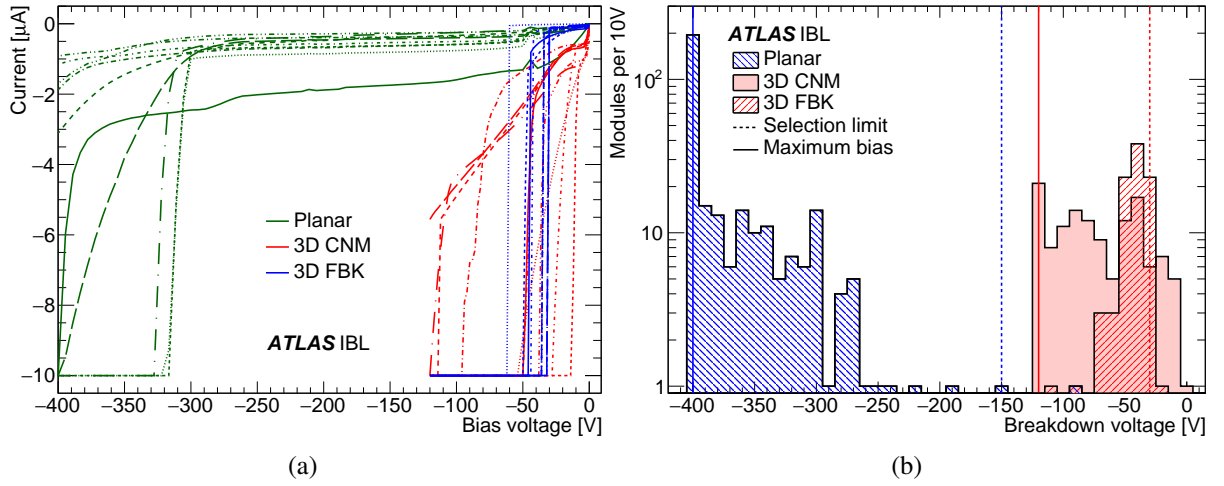 Current [μA]
0
−2
−4
−6
−8
−10
Planar
3D CNM
3D FBK
ATLAS IBL
−400 −350 −300 −250 −200 −150 −100 −50 0
Bias voltage [V]
(a)
Modules per 10V
10²
10
1
ATLAS IBL
Planar
3D CNM
3D FBK
Selection limit
Maximum bias
−400 −350 −300 −250 −200 −150 −100 −50 0
Breakdown voltage [V]
(b)